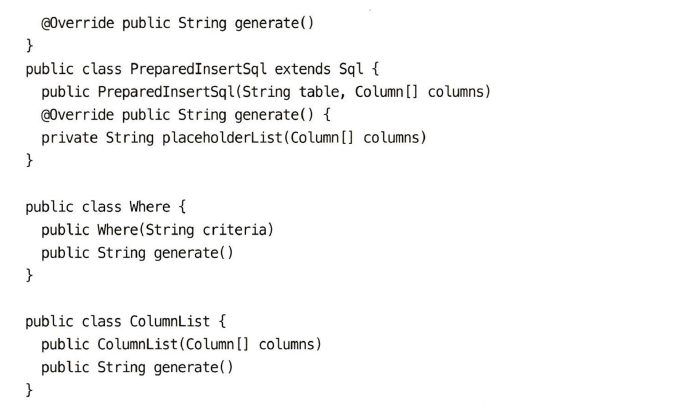 @Override public String generate()
}
public class PreparedInsertSql extends Sql {
public PreparedInsertSql(String table, Column[] columns)
@Override public String generate() {
private String placeholderList(Column[] columns)
}
public class Where {
public Where(String criteria)
public String generate()
}
public class ColumnList {
public ColumnList(Column[] columns)
public String generate()
}